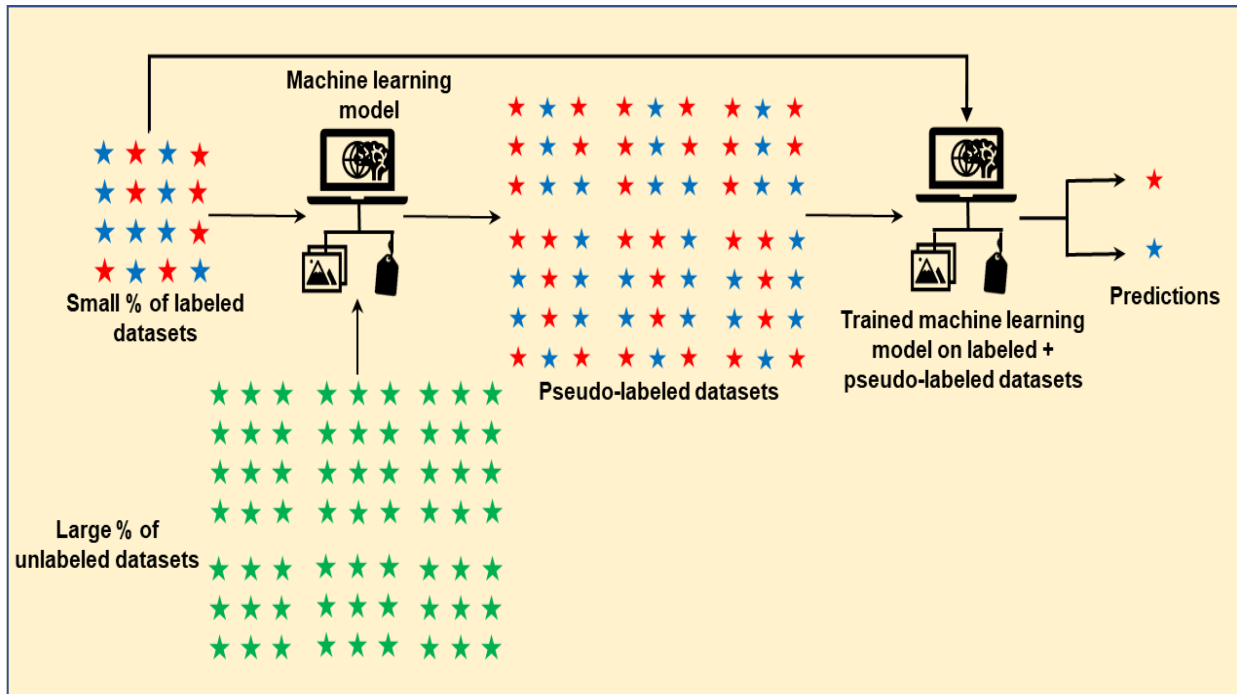 Machine learning
model
Small % of labeled
datasets
Pseudo-labeled datasets
Trained machine learning
model on labeled +
pseudo-labeled datasets
Predictions
Large % of
unlabeled datasets